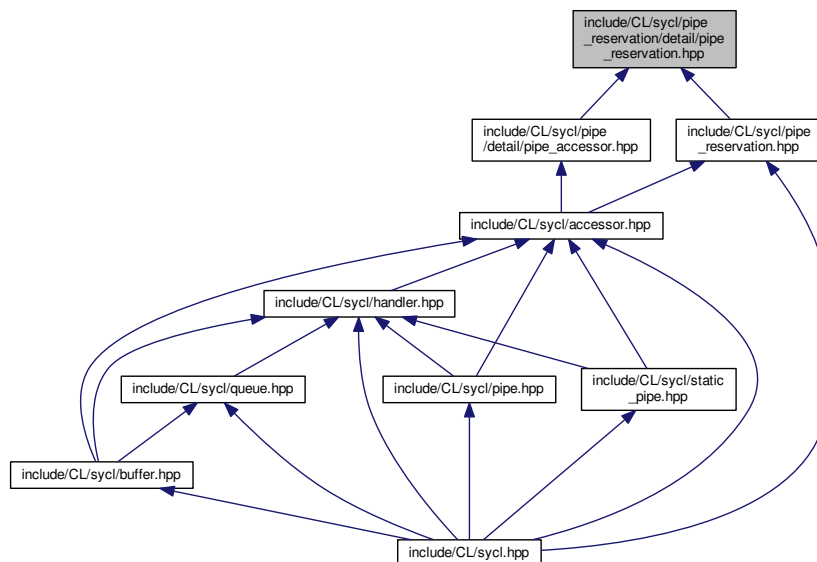 include/CL/sycl/pipe
_reservation/detail/pipe
_reservation.hpp
include/CL/sycl/pipe
/detail/pipe_accessor.hpp
include/CL/sycl/pipe
_reservation.hpp
include/CL/sycl/accessor.hpp
include/CL/sycl/handler.hpp
include/CL/sycl/queue.hpp
include/CL/sycl/pipe.hpp
include/CL/sycl/static
_pipe.hpp
include/CL/sycl/buffer.hpp
include/CL/sycl.hpp